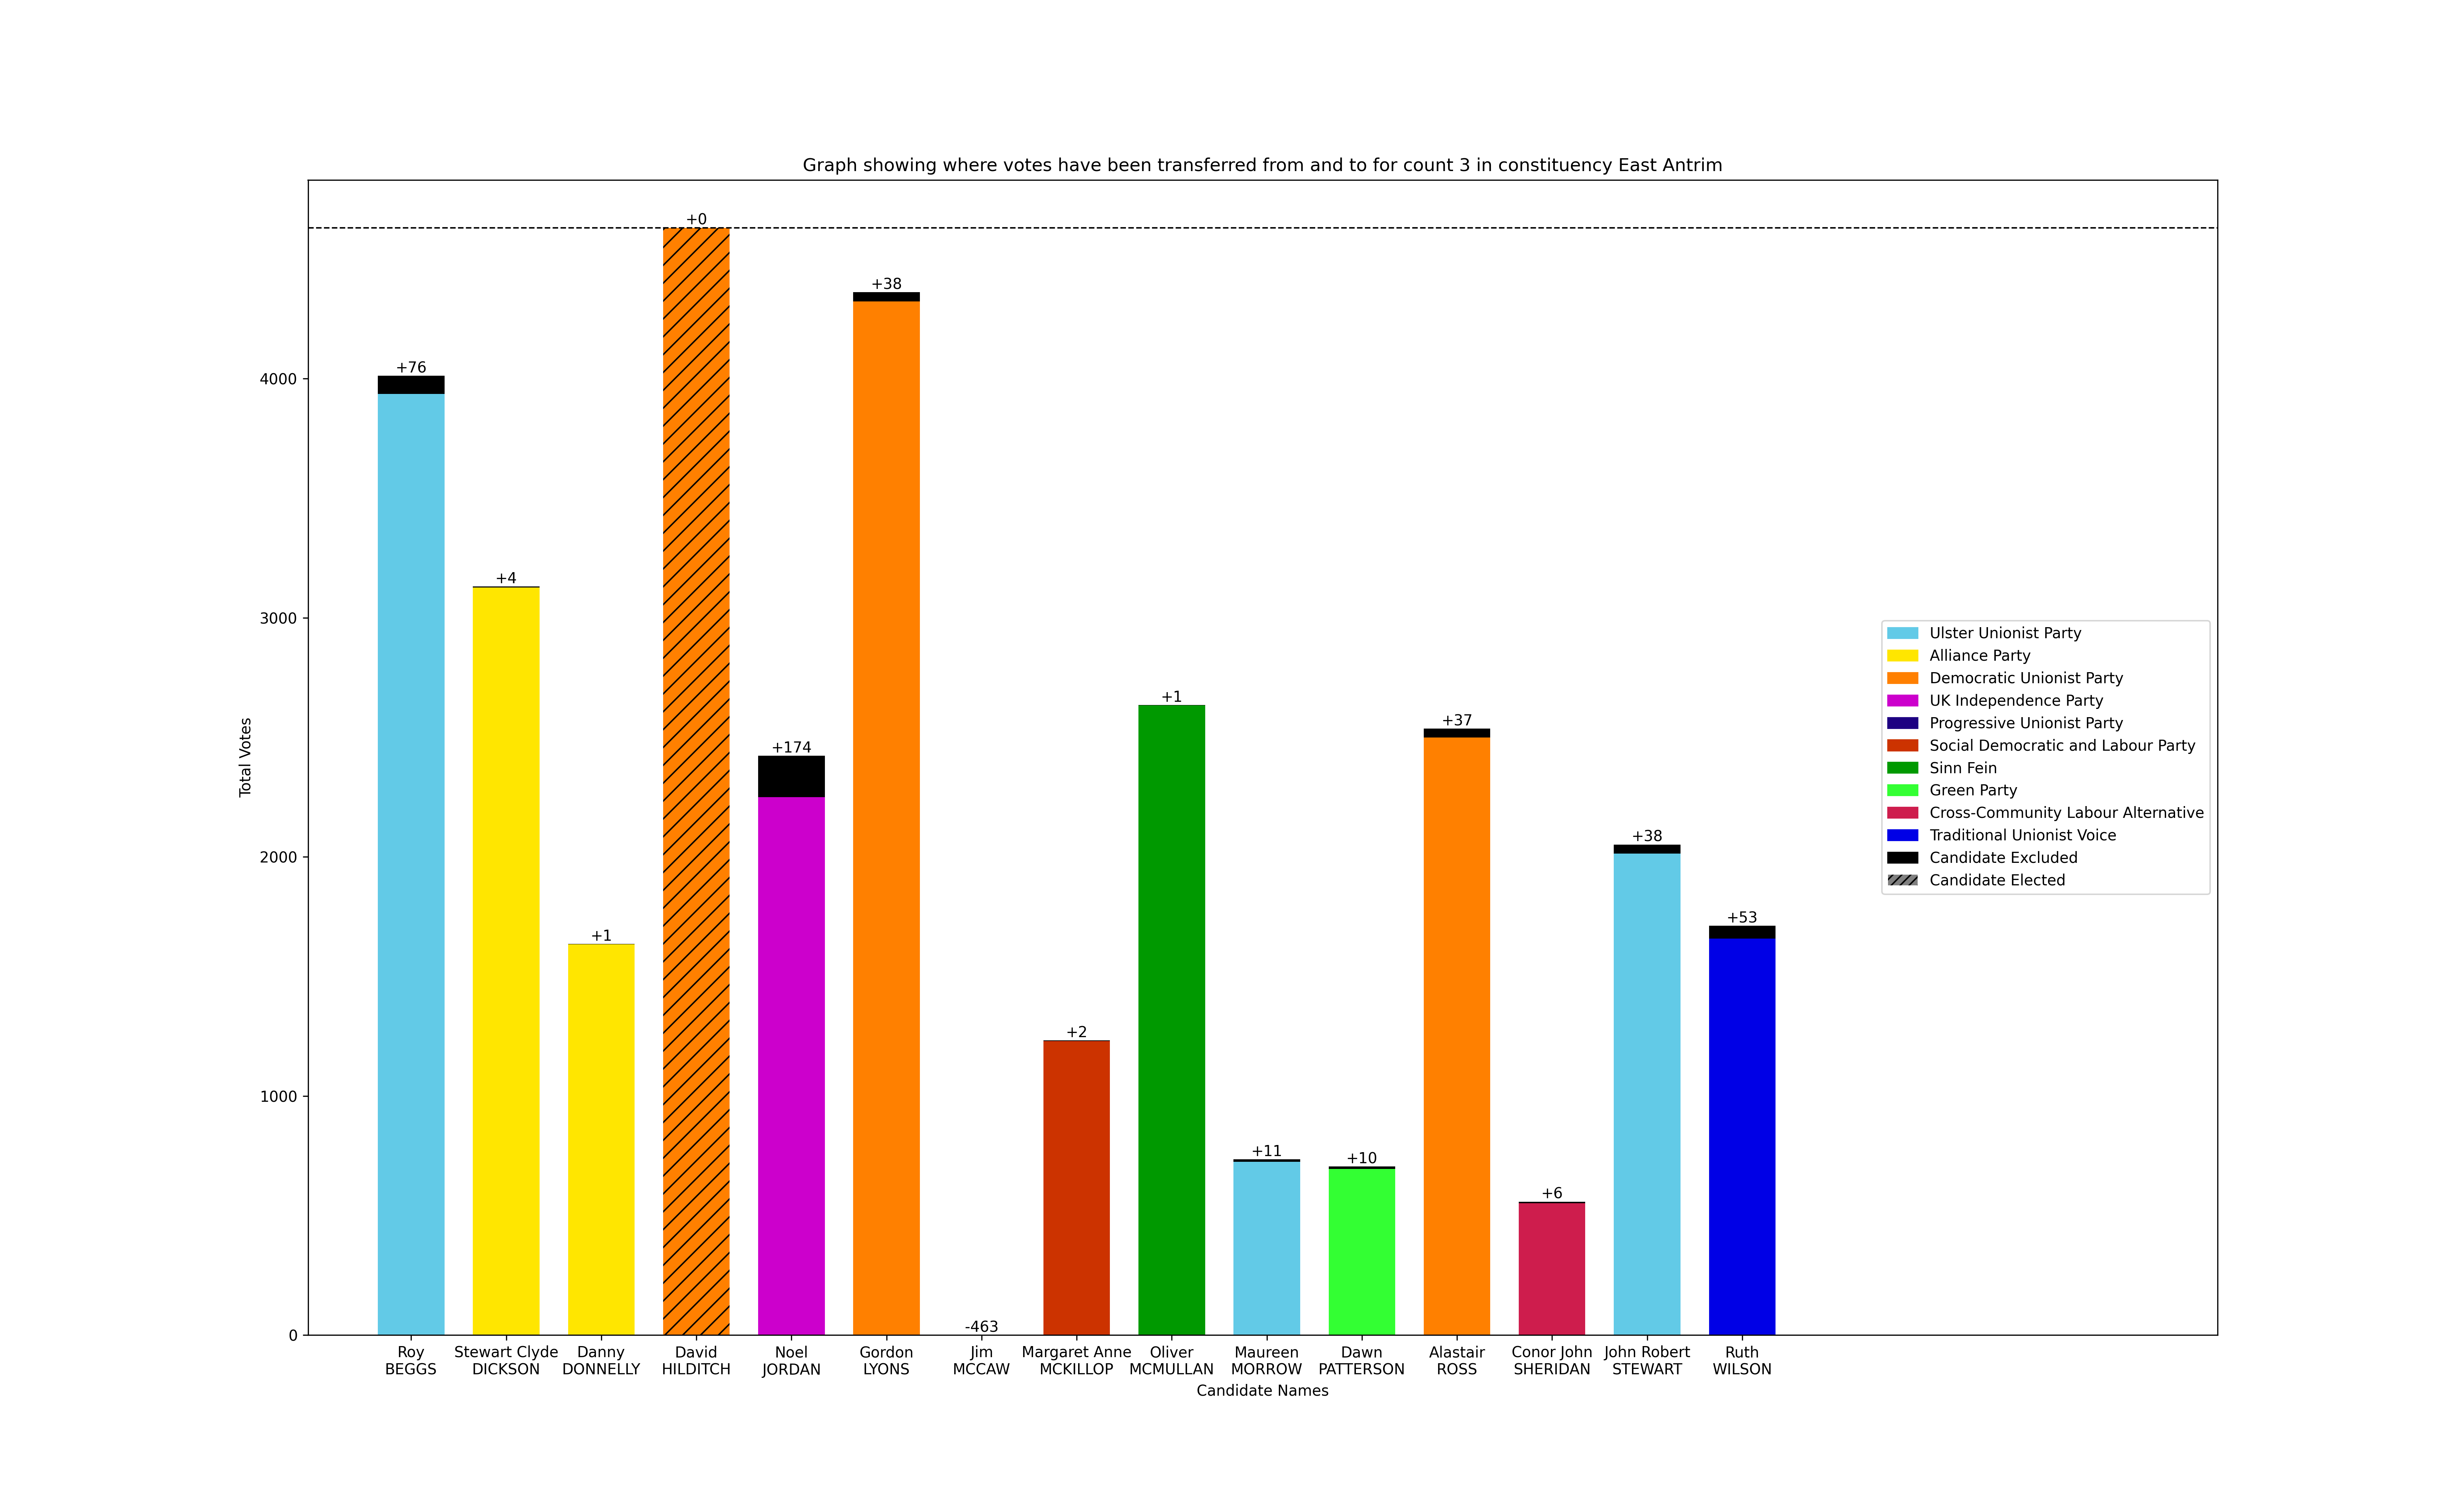 Graph showing where votes have been transferred from and to for count 3 in constituency East Antrim
Total Votes
4000
3000
2000
1000
0
+76
+4
+1
+0
+174
+38
-463
+2
+1
+11
+10
+37
+6
+38
+53
Ulster Unionist Party
Alliance Party
Democratic Unionist Party
UK Independence Party
Progressive Unionist Party
Social Democratic and Labour Party
Sinn Fein
Green Party
Cross-Community Labour Alternative
Traditional Unionist Voice
Candidate Excluded
Candidate Elected
Roy
BEGGS
Stewart Clyde
DICKSON
Danny
DONNELLY
David
HILDITCH
Noel
JORDAN
Gordon
LYONS
Jim
MCCAW
Margaret Anne
MCKILLOP
Oliver
MCMULLAN
Maureen
MORROW
Dawn
PATTERSON
Alastair
ROSS
Conor John
SHERIDAN
John Robert
STEWART
Ruth
WILSON
Candidate Names